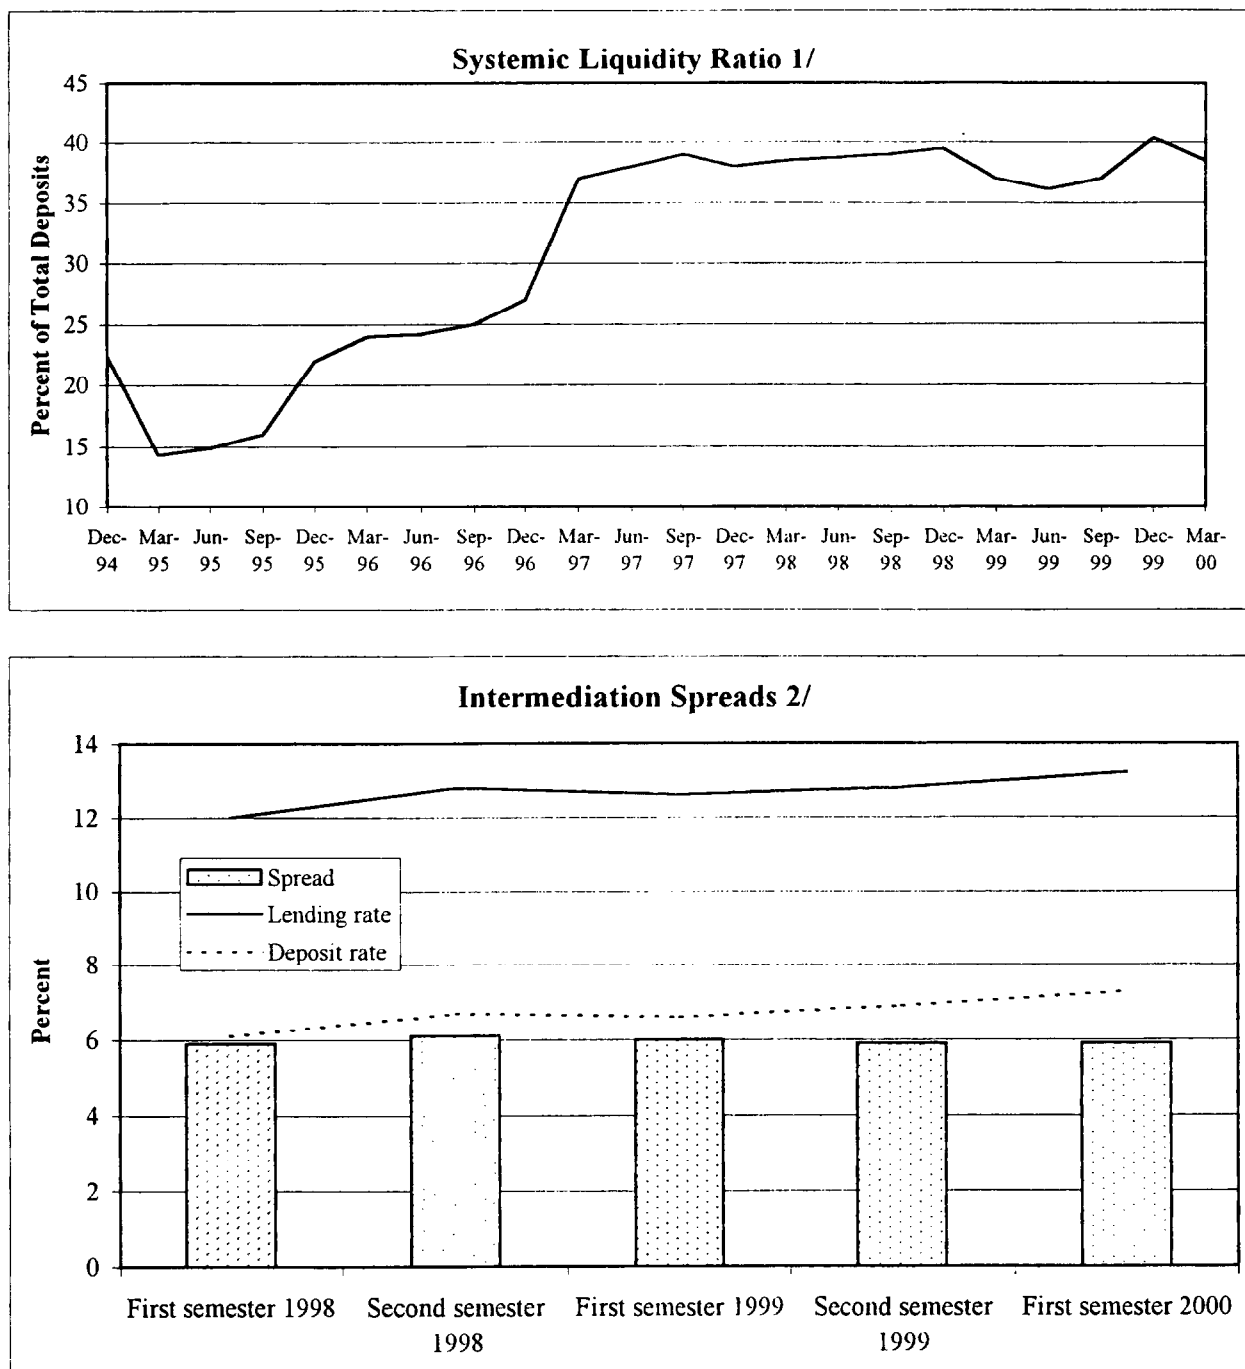 Systemic Liquidity Ratio 1/
Percent of Total Deposits
45
40
35
30
25
20
15
10
Dec- Mar- Jun- Sep- Dec- Mar- Jun- Sep- Dec- Mar- Jun- Sep- Dec- Mar- Jun- Sep- Dec- Mar- Jun- Sep- Dec- Mar-
94 95 95 95 95 96 96 96 96 97 97 97 97 98 98 98 98 99 99 99 99 00
Intermediation Spreads 2/
Percent
14
12
10
8
6
4
2
0
Spread
Lending rate
Deposit rate
First semester 1998 Second semester First semester 1999 Second semester First semester 2000
1998 1999